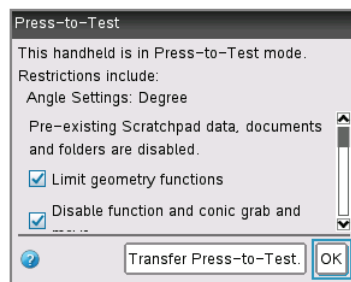 Press-to-Test
This handheld is in Press-to-Test mode.
Restrictions include:
Angle Settings: Degree
Pre-existing Scratchpad data, documents
and folders are disabled.
Limit geometry functions
Disable function and conic grab and
Transfer Press-to-Test.
OK